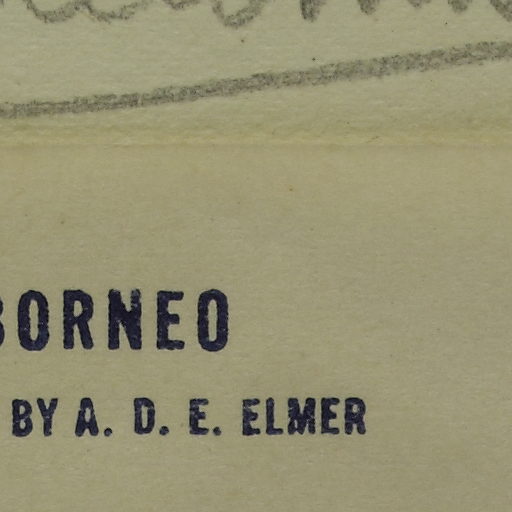 BORNEO
BY A. D. E. ELMER